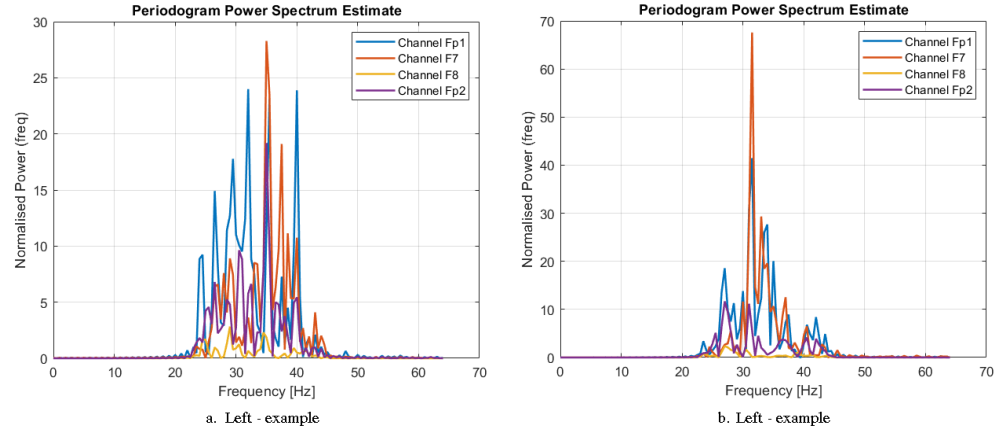 Periodogram Power Spectrum Estimate
30
25
20
15
10
5
0
Normalised Power (freq)
Channel Fp1
Channel F7
Channel F8
Channel Fp2
0 10 20 30 40 50 60 70
Frequency [Hz]
a. Left - example
Periodogram Power Spectrum Estimate
70
60
50
40
30
20
10
0
Normalised Power (freq)
Channel Fp1
Channel F7
Channel F8
Channel Fp2
0 10 20 30 40 50 60 70
Frequency [Hz]
b. Left - example